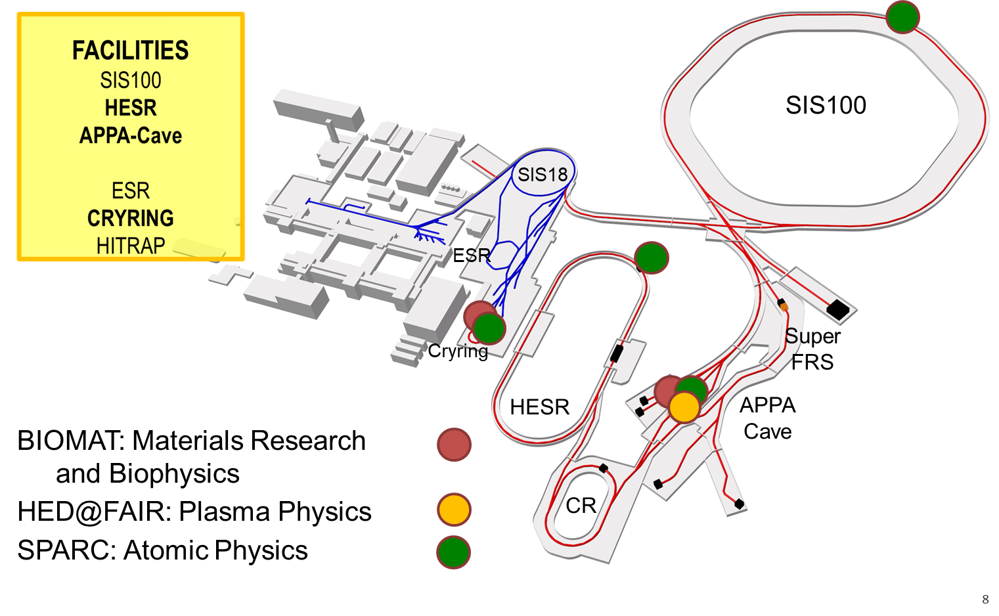 FACILITIES
SIS100
HESR
APPA-Cave
ESR
CRYRING
HITRAP
SIS100
SIS18
ESR
Cryring
Super
FRS
HESR
APPA
Cave
CR
BIOMAT: Materials Research
and Biophysics
HED@FAIR: Plasma Physics
SPARC: Atomic Physics
8